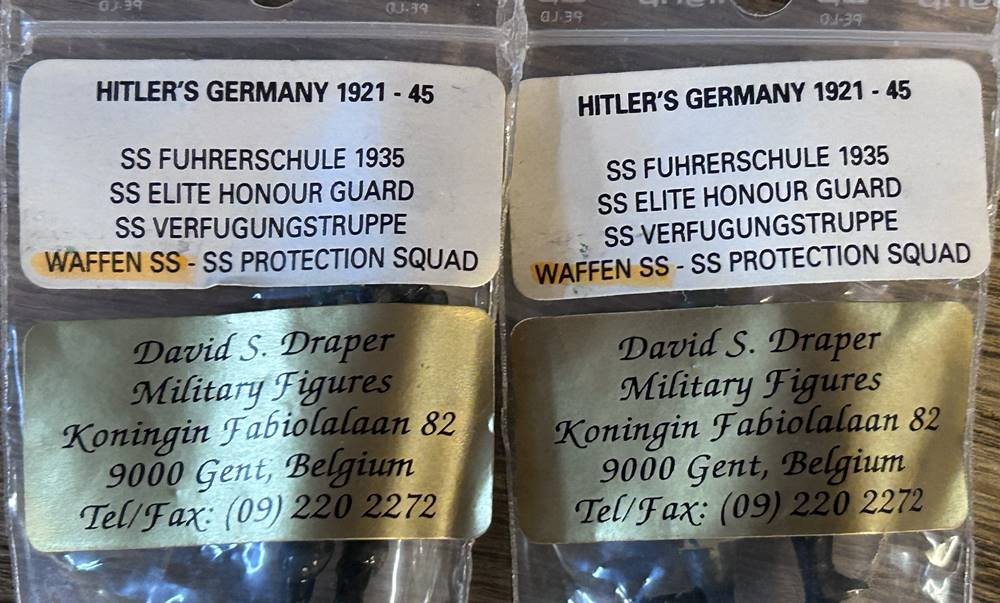 HITLER'S GERMANY 1921 - 45
SS FUHRERSCHULE 1935
SS ELITE HONOUR GUARD
SS VERFUGUNGSTRUPPE
WAFFEN SS - SS PROTECTION SQUAD
David S. Draper
Military Figures
Koningin Fabiolalaan 82
9000 Gent, Belgium
Tel/Fax: (09) 220 2272
HITLER'S GERMANY 1921 - 45
SS FUHRERSCHULE 1935
SS ELITE HONOUR GUARD
SS VERFUGUNGSTRUPPE
WAFFEN SS - SS PROTECTION SQUAD
David S. Draper
Military Figures
Koningin Fabiolalaan 82
9000 Gent, Belgium
Tel/Fax: (09) 220 2272